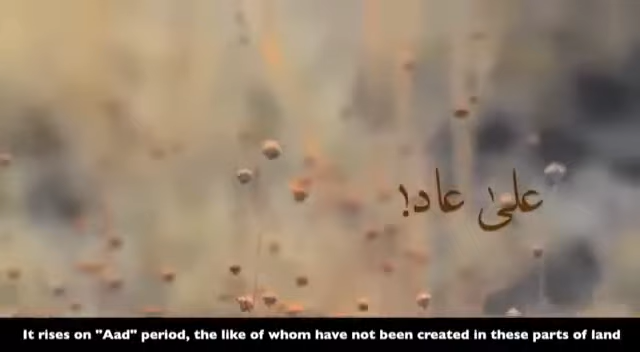 علىٰ عاد!
It rises on "Aad" period, the like of whom have not been created in these parts of land